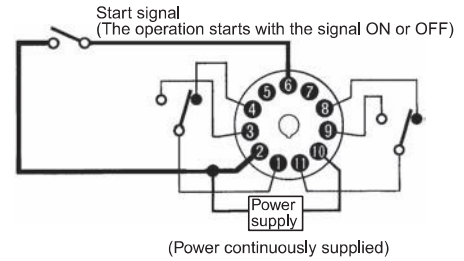 Start signal
(The operation starts with the signal ON or OFF)
6
5 7
4 8
3 9
2 10
1 11
Power
supply
(Power continuously supplied)